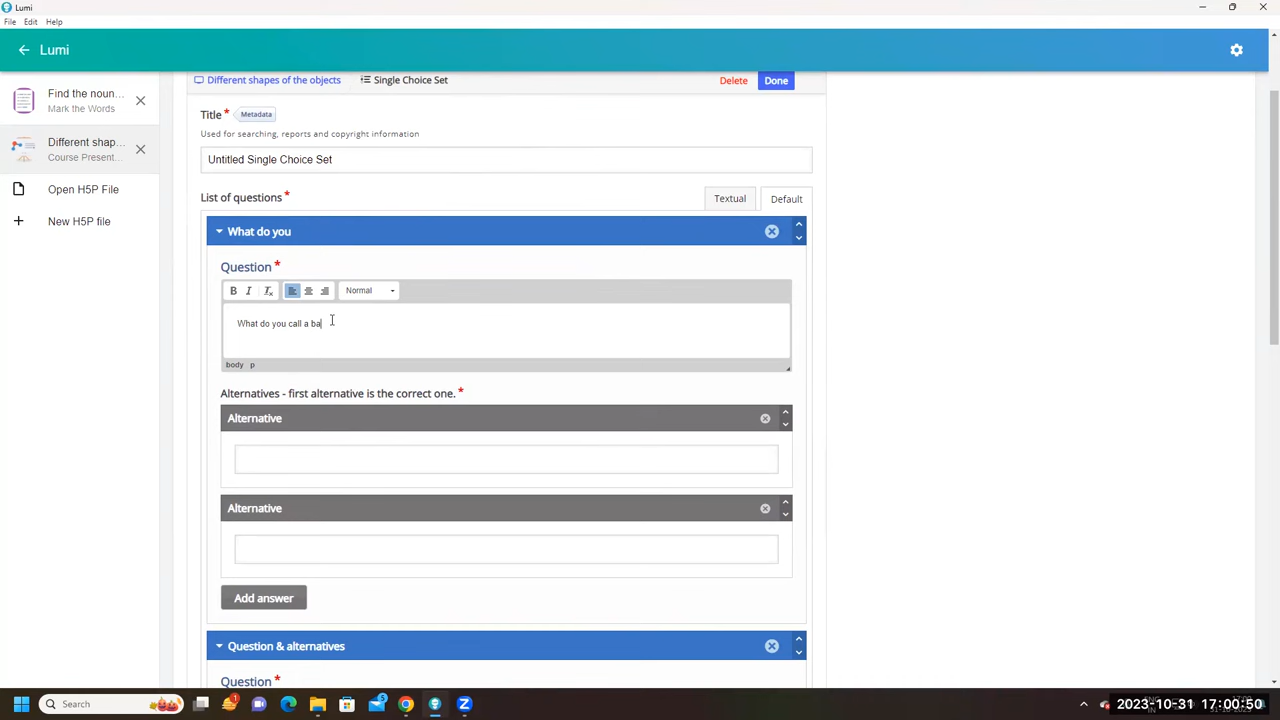 Lumi
File Edit Help
Lumi
Different shapes of the objects Single Choice Set Delete Done
Find the noun...
Mark the Words
Different shap...
Course Present...
Open H5P File
New H5P file
Title * Metadata
Used for searching, reports and copyright information
Untitled Single Choice Set
List of questions * Textual Default
What do you
Question *
B I Tx Normal
What do you call a ba
body p
Alternatives - first alternative is the correct one. *
Alternative
Alternative
Add answer
Question & alternatives
Question *
Search 1 5 2023-10-31 17:00:50